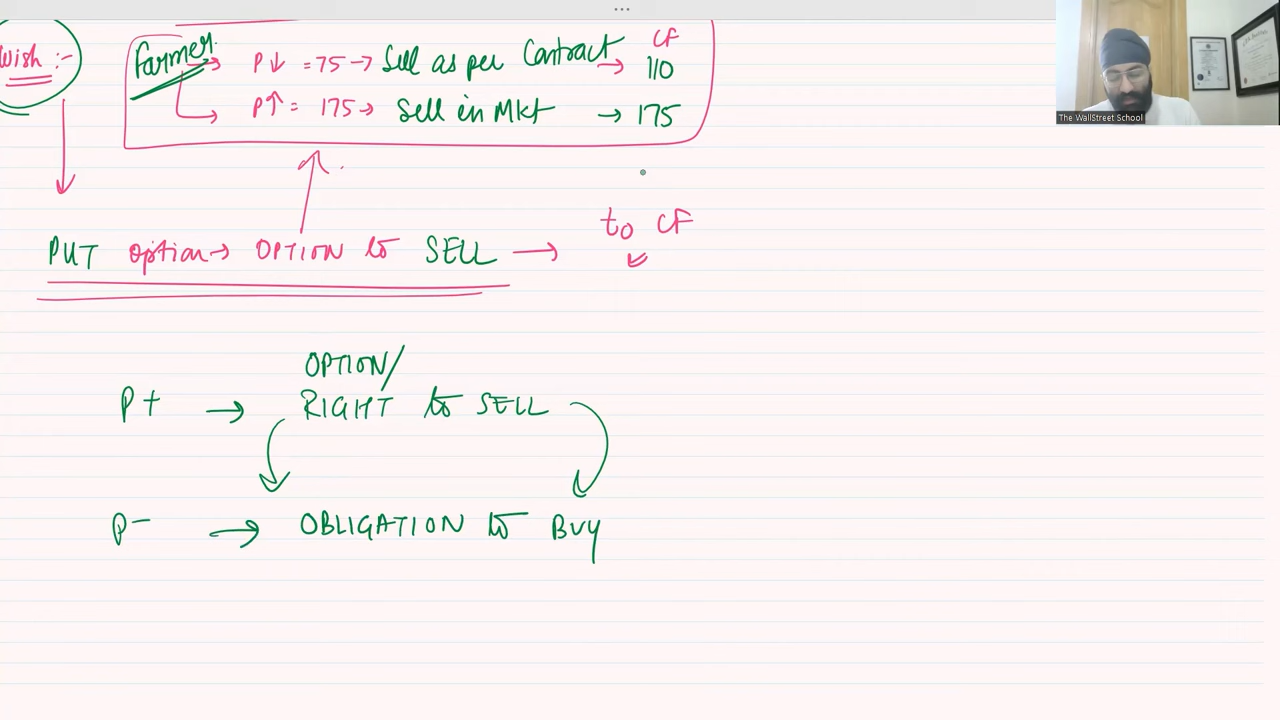 Wish :-
Farmer
CF
→ P↓ = 75 → Sell as per Contract → 110
→ P↑ = 175 → Sell in Mkt → 175
to CF
PUT option → OPTION to SELL →
OPTION/
P+ → RIGHT to SELL
P- → OBLIGATION to BUY
The WallStreet School